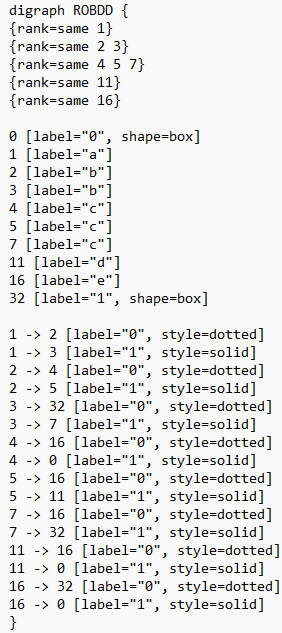 digraph ROBDD {
{rank=same 1}
{rank=same 2 3}
{rank=same 4 5 7}
{rank=same 11}
{rank=same 16}

0 [label="0", shape=box]
1 [label="a"]
2 [label="b"]
3 [label="b"]
4 [label="c"]
5 [label="c"]
7 [label="c"]
11 [label="d"]
16 [label="e"]
32 [label="1", shape=box]

1 -> 2 [label="0", style=dotted]
1 -> 3 [label="1", style=solid]
2 -> 4 [label="0", style=dotted]
2 -> 5 [label="1", style=solid]
3 -> 32 [label="0", style=dotted]
3 -> 7 [label="1", style=solid]
4 -> 16 [label="0", style=dotted]
4 -> 0 [label="1", style=solid]
5 -> 16 [label="0", style=dotted]
5 -> 11 [label="1", style=solid]
7 -> 16 [label="0", style=dotted]
7 -> 32 [label="1", style=solid]
11 -> 16 [label="0", style=dotted]
11 -> 0 [label="1", style=solid]
16 -> 32 [label="0", style=dotted]
16 -> 0 [label="1", style=solid]
}